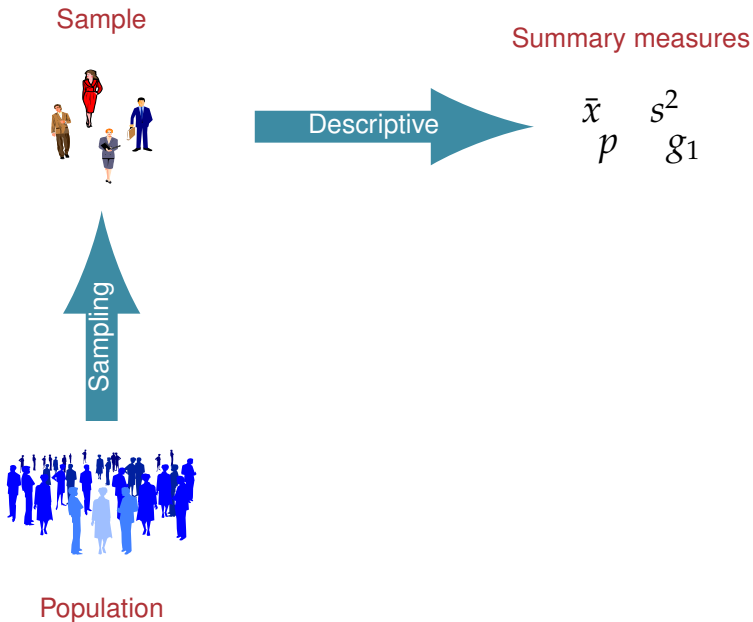 Sample
Summary measures
Descriptive
x̄ s²
p g₁
Sampling
Population